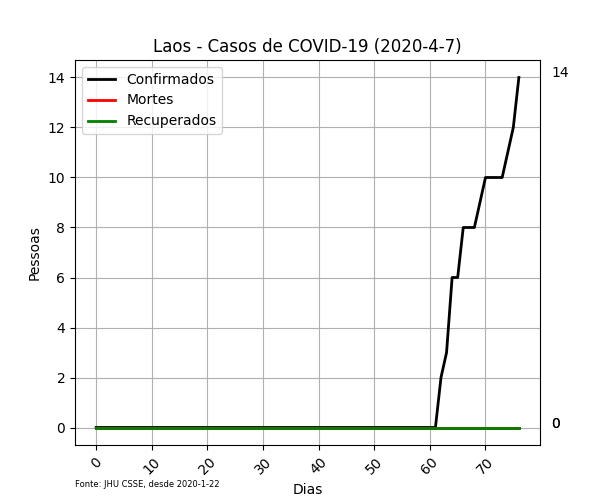 Laos - Casos de COVID-19 (2020-4-7)
Confirmados
Mortes
Recuperados
14
12
10
8
6
4
2
0
Pessoas
14
0
0 10 20 30 40 50 60 70
Dias
Fonte: JHU CSSE, desde 2020-1-22